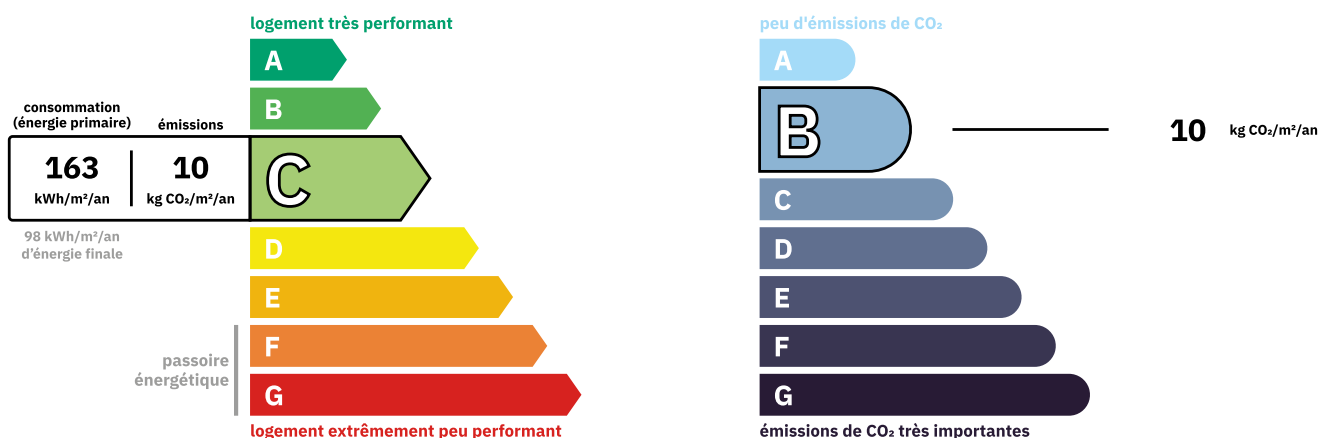 logement très performant
A
B
consommation
(énergie primaire)
émissions
163
kWh/m²/an
10
kg CO₂/m²/an
C
98 kWh/m²/an
d'énergie finale
D
E
F
passoire
énergétique
G
logement extrêmement peu performant
peu d'émissions de CO₂
A
B
10
kg CO₂/m²/an
C
D
E
F
G
émissions de CO₂ très importantes